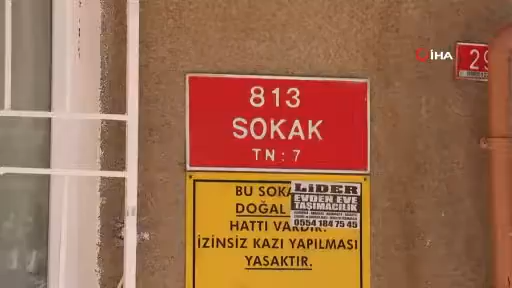 iHA
29
813
SOKAK
TN: 7
BU SOKA
DOĞAL
HATTI VARDIR.
İZİNSİZ KAZI YAPILMASI
YASAKTIR.
LİDER
EVDEN EVE
TAŞIMACILIK
0554 184 75 45